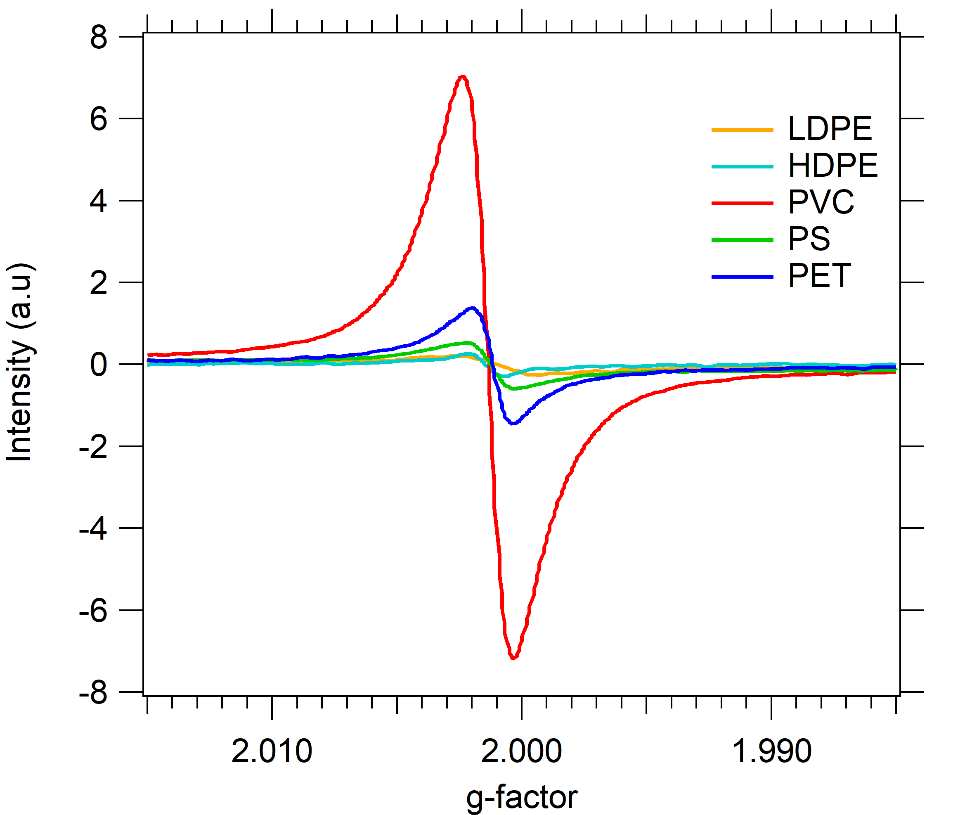 8
6
4
2
0
-2
-4
-6
-8
Intensity (a.u)
LDPE
HDPE
PVC
PS
PET
2.010 2.000 1.990
g-factor